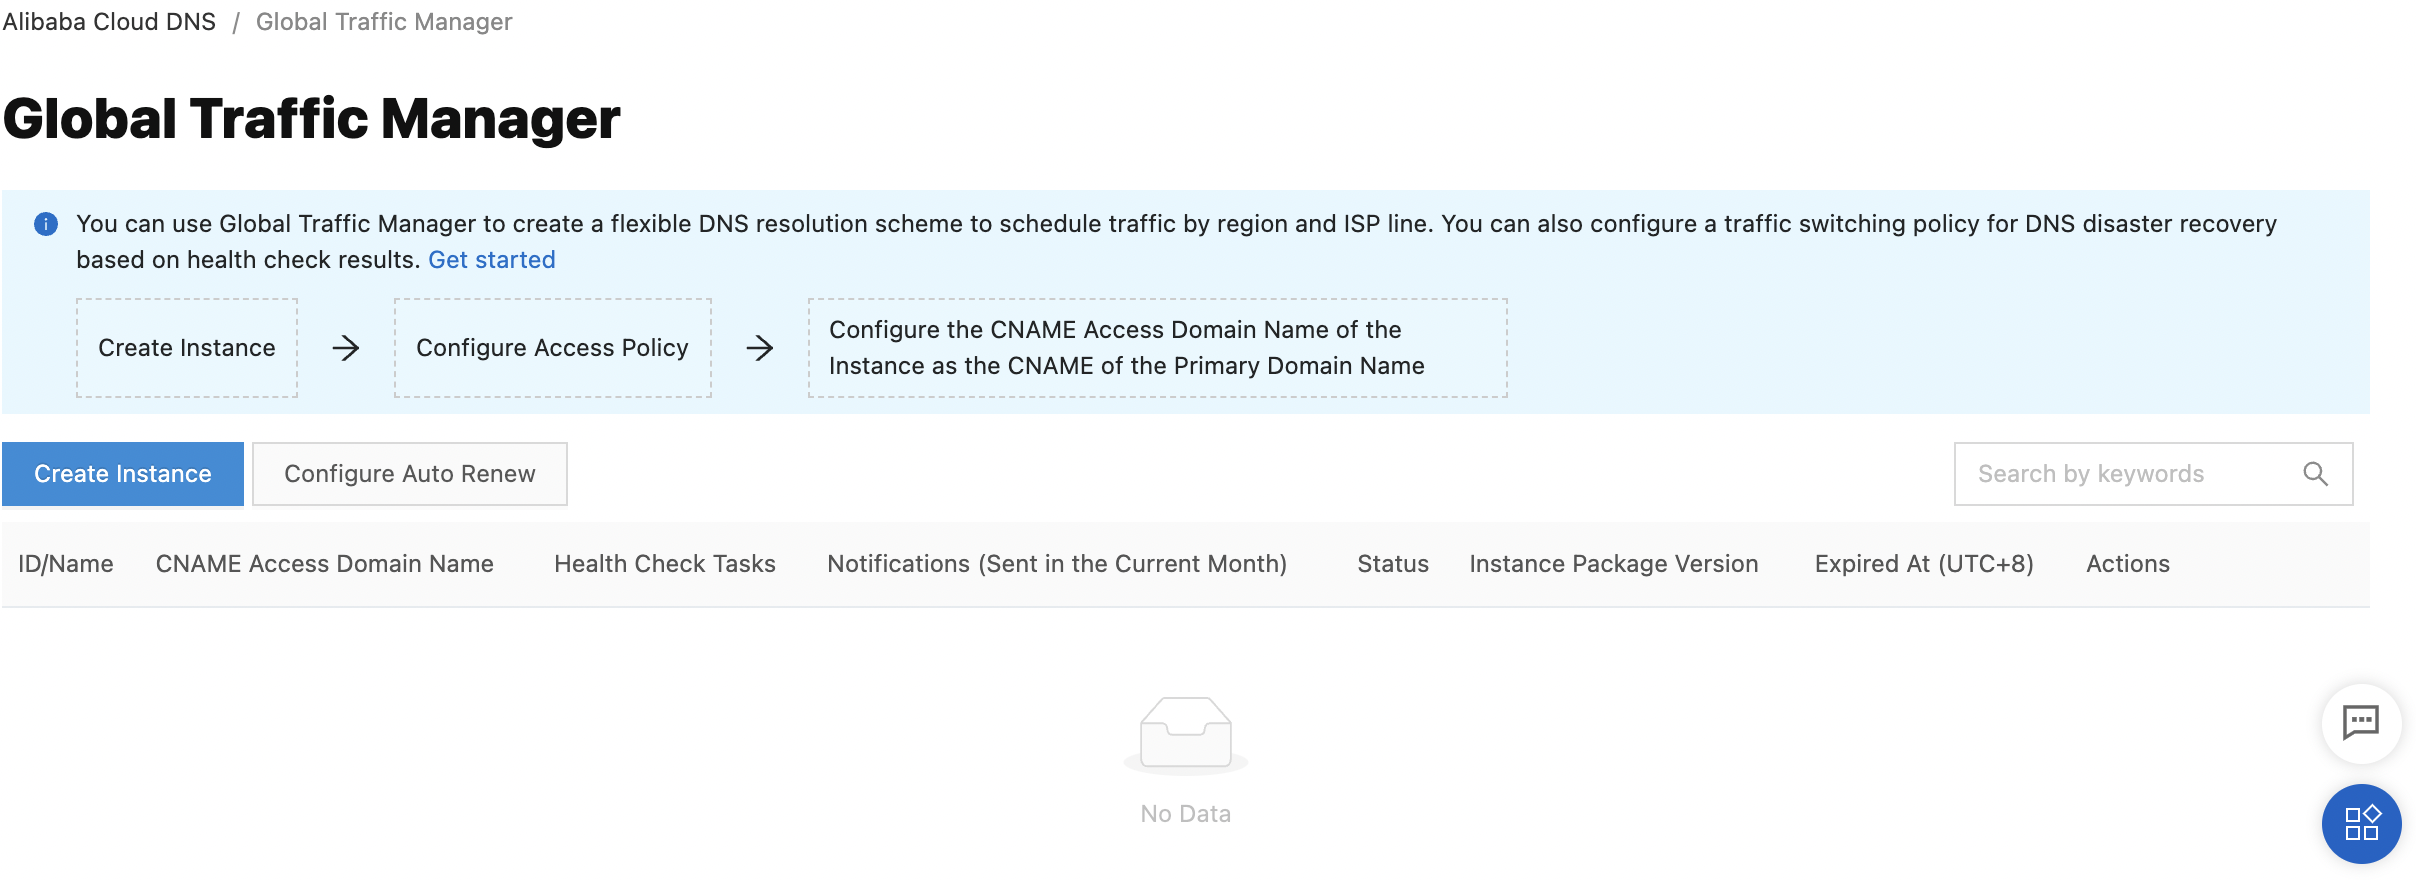 Alibaba Cloud DNS / Global Traffic Manager
Global Traffic Manager
You can use Global Traffic Manager to create a flexible DNS resolution scheme to schedule traffic by region and ISP line. You can also configure a traffic switching policy for DNS disaster recovery
based on health check results. Get started
Create Instance → Configure Access Policy → Configure the CNAME Access Domain Name of the
Instance as the CNAME of the Primary Domain Name
Create Instance Configure Auto Renew Search by keywords
ID/Name CNAME Access Domain Name Health Check Tasks Notifications (Sent in the Current Month) Status Instance Package Version Expired At (UTC+8) Actions
No Data